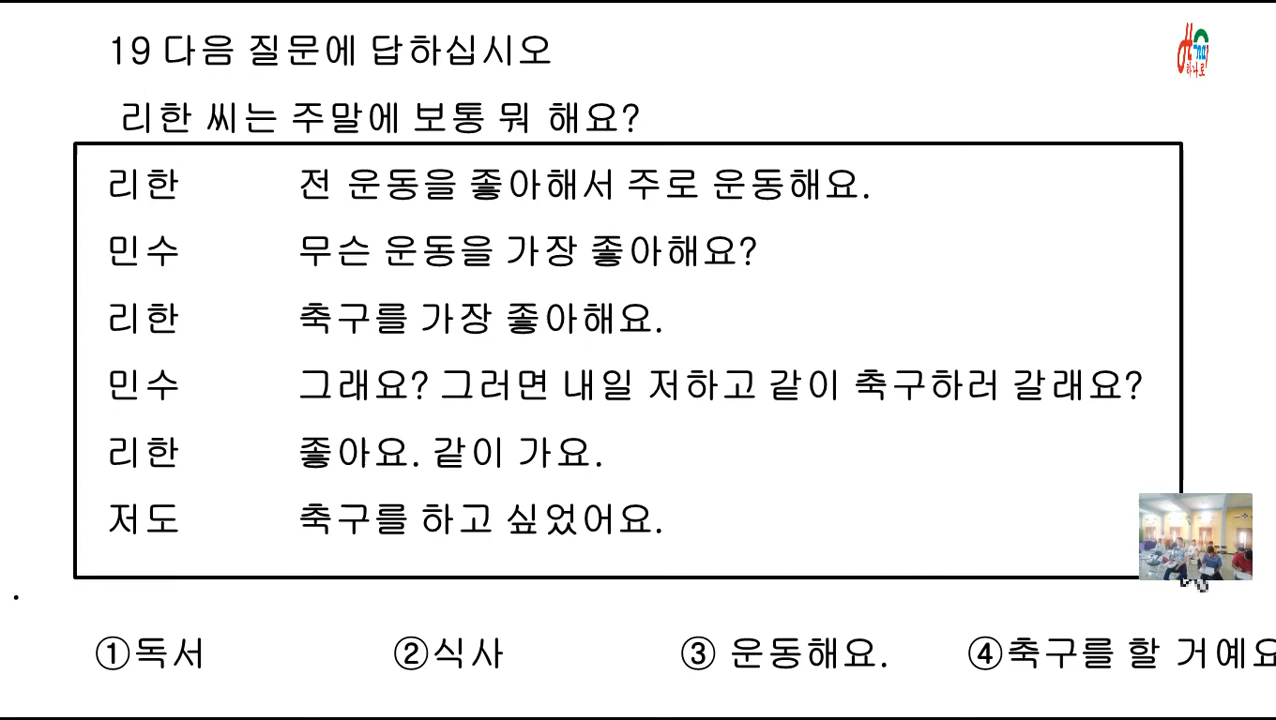 19 다음 질문에 답하십시오
리한 씨는 주말에 보통 뭐 해요?
리한 전 운동을 좋아해서 주로 운동해요.
민수 무슨 운동을 가장 좋아해요?
리한 축구를 가장 좋아해요.
민수 그래요? 그러면 내일 저하고 같이 축구하러 갈래요?
리한 좋아요. 같이 가요.
저도 축구를 하고 싶었어요.
①독서 ②식사 ③ 운동해요. ④축구를 할 거예요